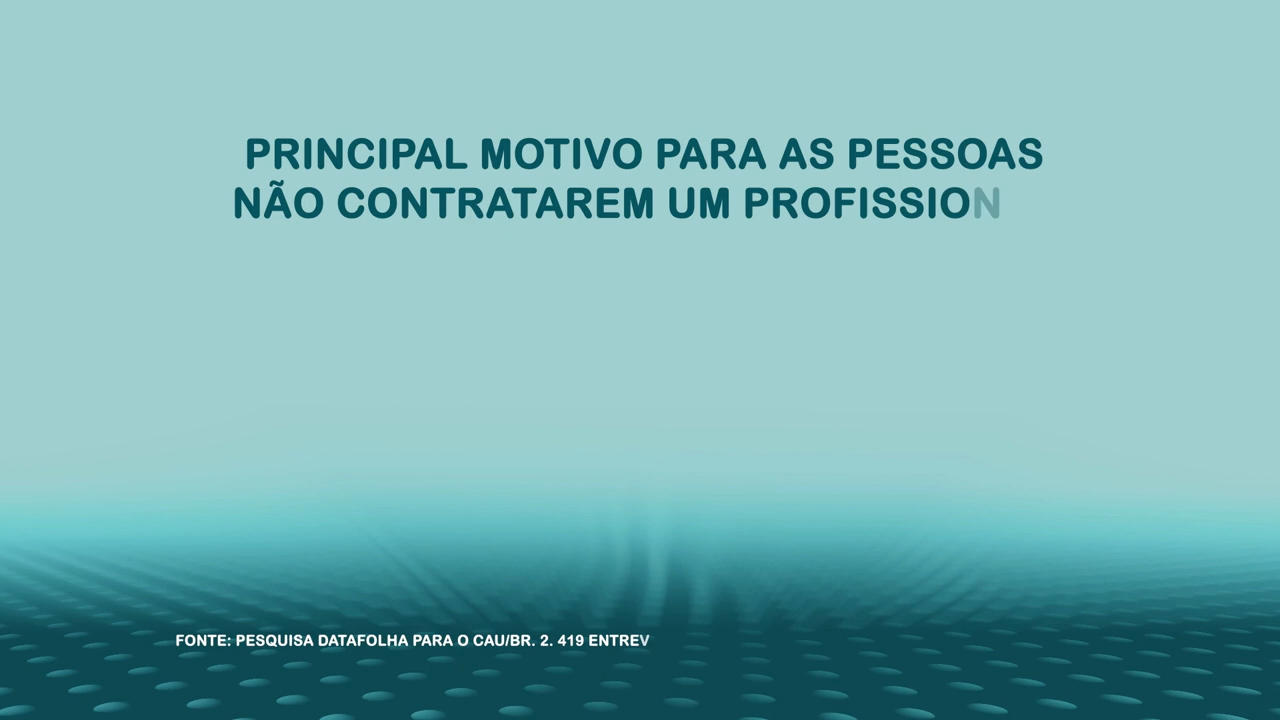 PRINCIPAL MOTIVO PARA AS PESSOAS
NÃO CONTRATAREM UM PROFISSION
FONTE: PESQUISA DATAFOLHA PARA O CAU/BR. 2. 419 ENTREV